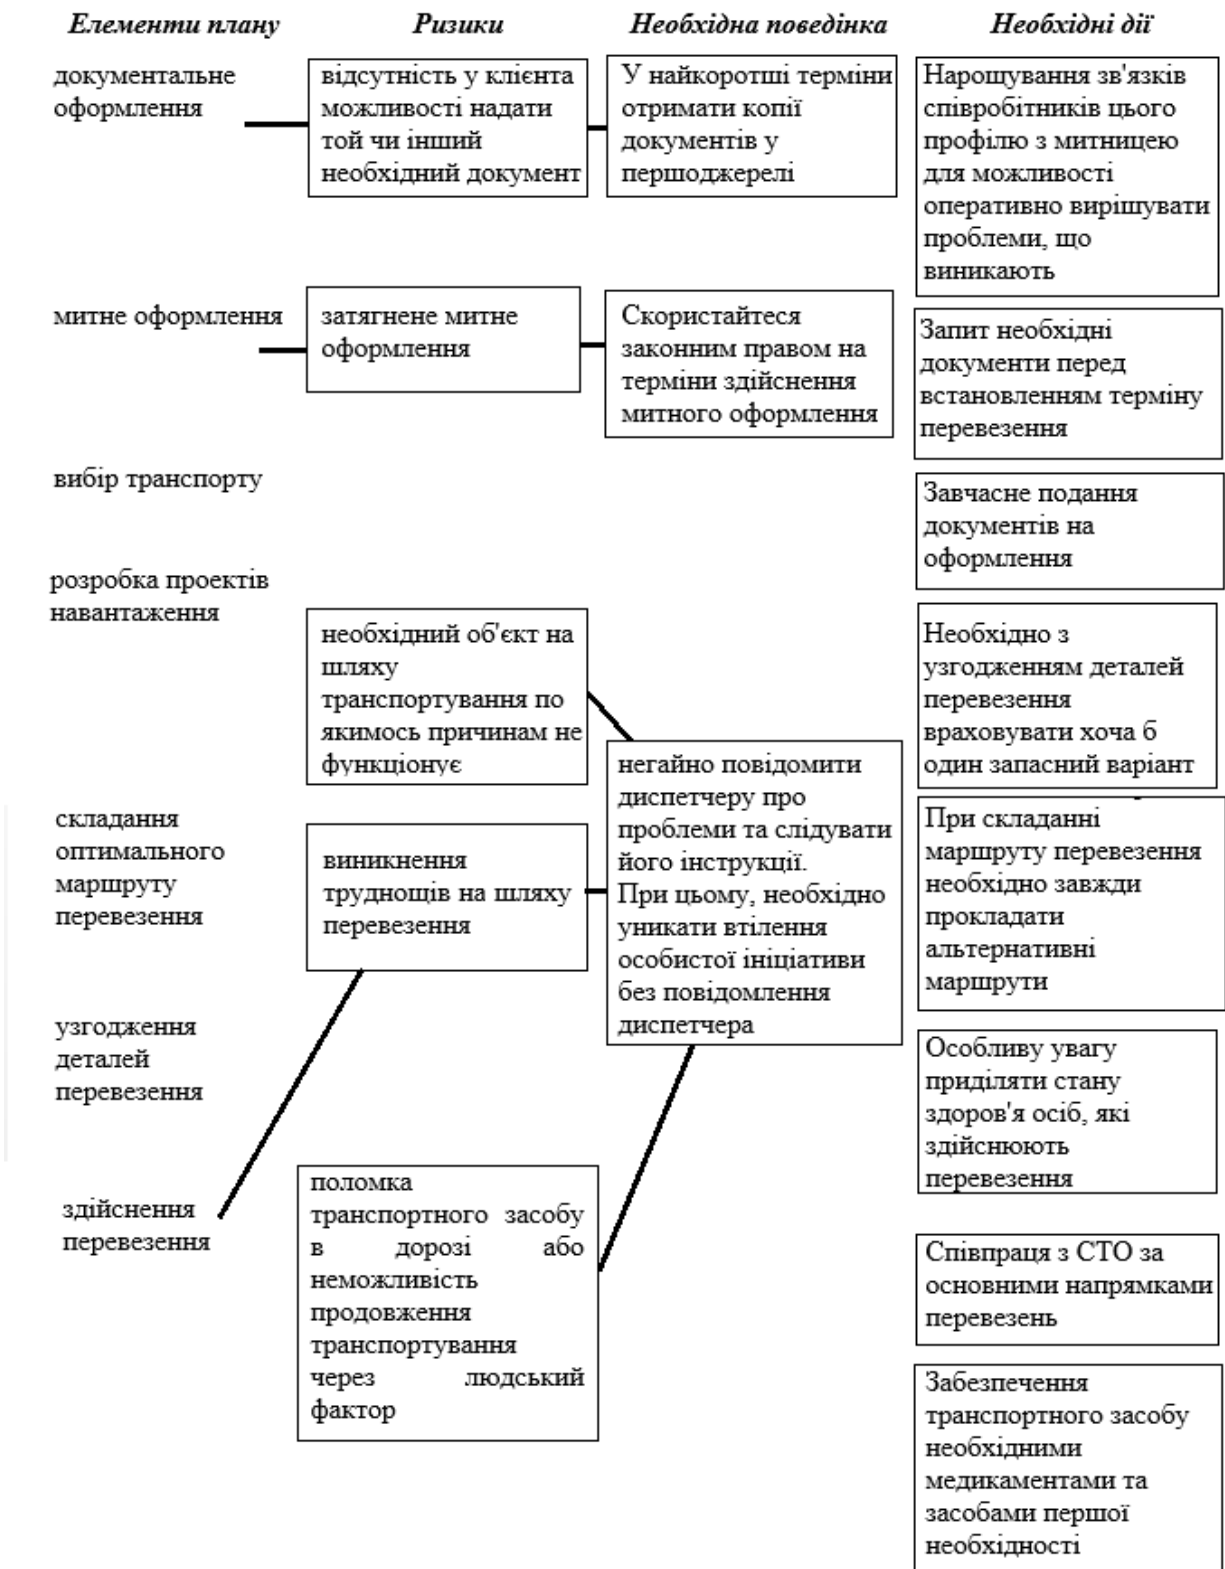 Елементи плану
Ризики
Необхідна поведінка
Необхідні дії
документальне
оформлення
відсутність у клієнта
можливості надати
той чи інший
необхідний документ
У найкоротші терміни
отримати копії
документів у
першоджерелі
Нарощування зв'язків
співробітників цього
профілю з митницею
для можливості
оперативно вирішувати
проблеми, що
виникають
митне оформлення
затягнене митне
оформлення
Скористайтеся
законним правом на
терміни здійснення
митного оформлення
Запит необхідні
документи перед
встановленням терміну
перевезення
вибір транспорту
Завчасне подання
документів на
оформлення
розробка проектів
навантаження
необхідний об'єкт на
шляху
транспортування по
якимось причинам не
функціонує
негайно повідомити
диспетчеру про
проблеми та слідувати
його інструкції.
При цьому, необхідно
уникати втілення
особистої ініціативи
без повідомлення
диспетчера
Необхідно з
узгодженням деталей
перевезення
враховувати хоча б
один запасний варіант
складання
оптимального
маршруту
перевезення
виникнення
труднощів на шляху
перевезення
При складанні
маршруту перевезення
необхідно завжди
прокладати
альтернативні
маршрути
узгодження
деталей
перевезення
Особливу увагу
приділяти стану
здоров'я осіб, які
здійснюють
перевезення
здійснення
перевезення
поломка
транспортного засобу
в дорозі або
неможливість
продовження
транспортування
через людський
фактор
Співпраця з СТО за
основними напрямками
перевезень
Забезпечення
транспортного засобу
необхідними
медикаментами та
засобами першої
необхідності